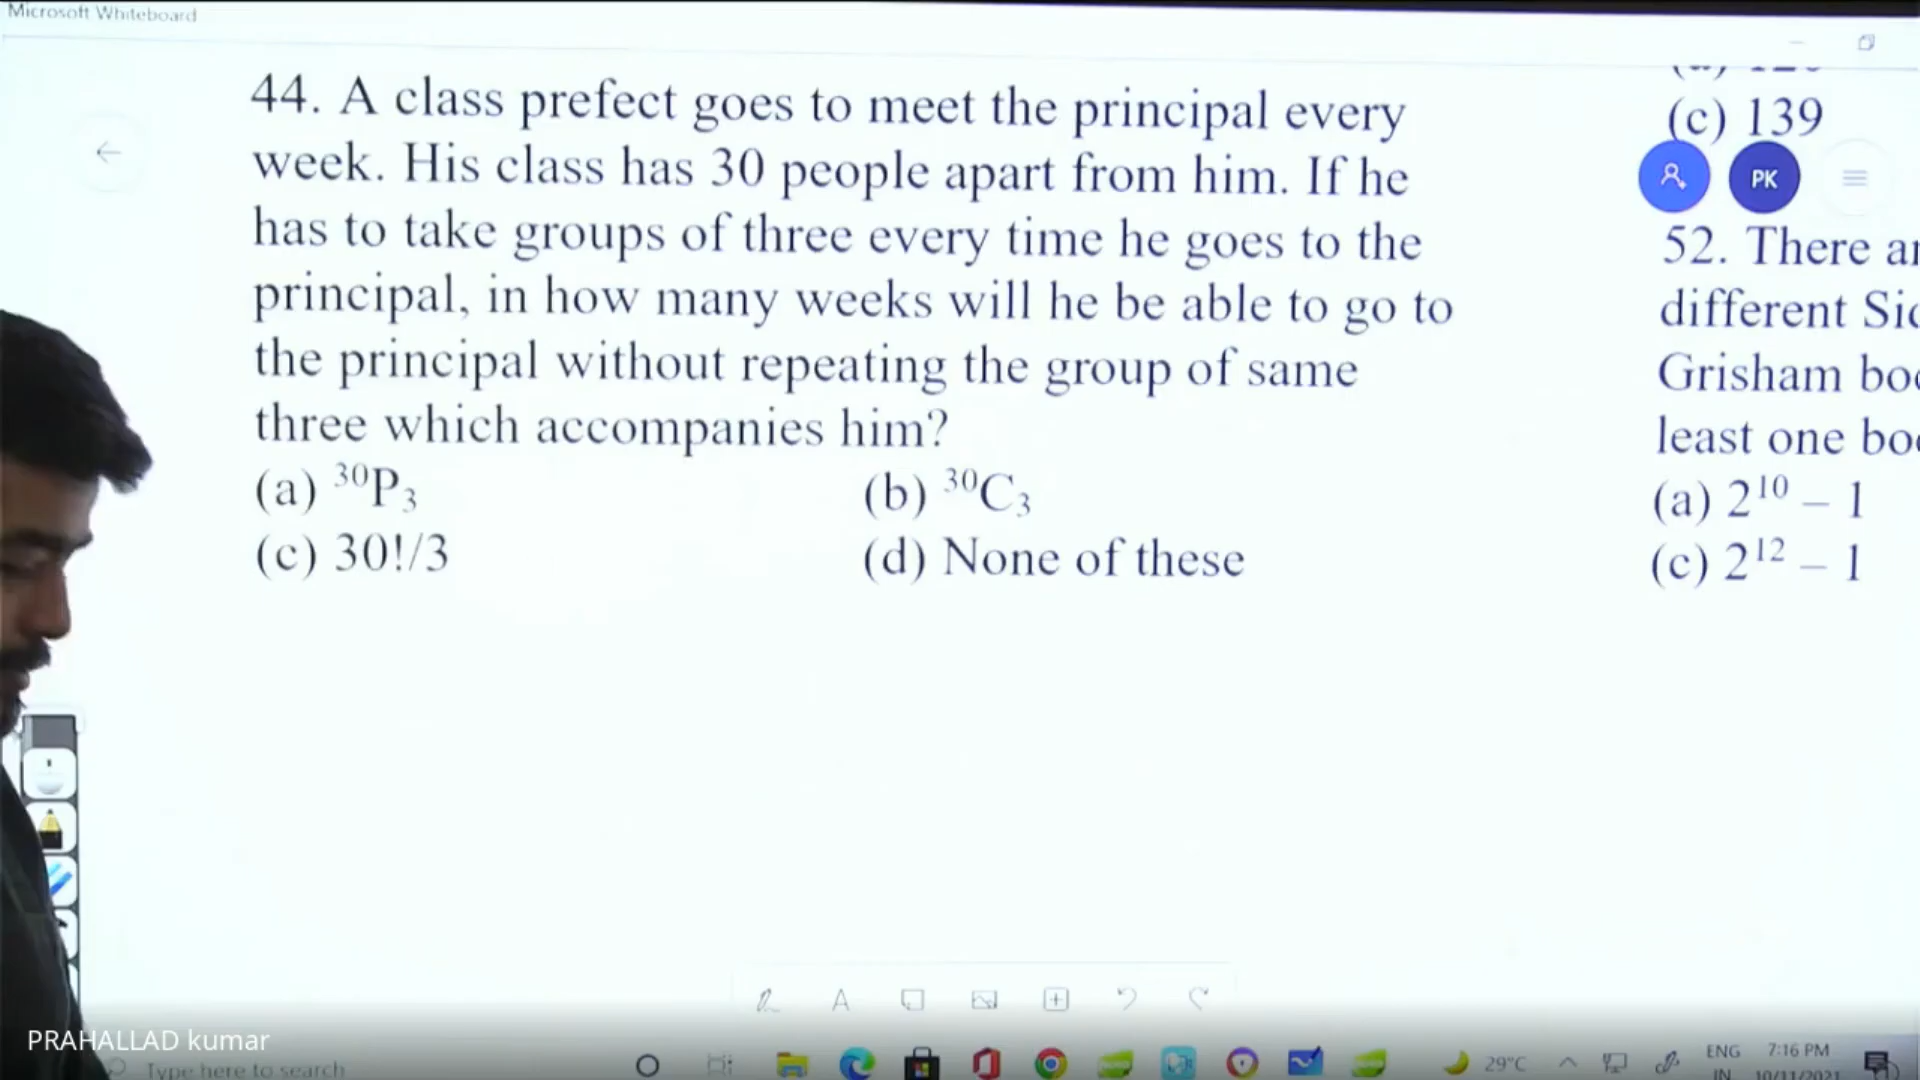 Microsoft Whiteboard
44. A class prefect goes to meet the principal every
week. His class has 30 people apart from him. If he
has to take groups of three every time he goes to the
principal, in how many weeks will he be able to go to
the principal without repeating the group of same
three which accompanies him?
(a) ³⁰P₃ (b) ³⁰C₃
(c) 30!/3 (d) None of these
(c) 139
PK
52. There
different
Grisham
least one
(a) 2¹⁰ – 1
(c) 2¹² – 1
PRAHALLAD kumar
Type here to search
29°C
ENG
IN
7:16 PM
10/11/2021